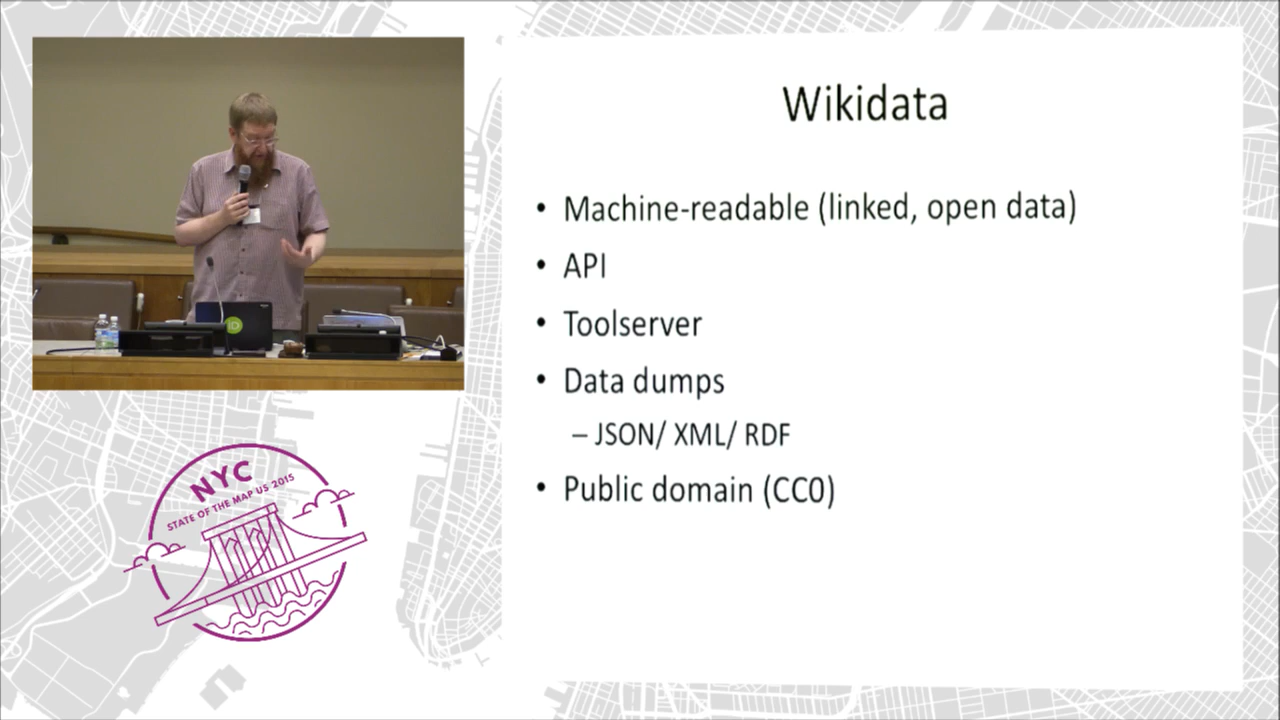 Wikidata
• Machine-readable (linked, open data)
• API
• Toolserver
• Data dumps
– JSON/ XML/ RDF
• Public domain (CC0)
NYC
STATE OF THE MAP US 2015
iD